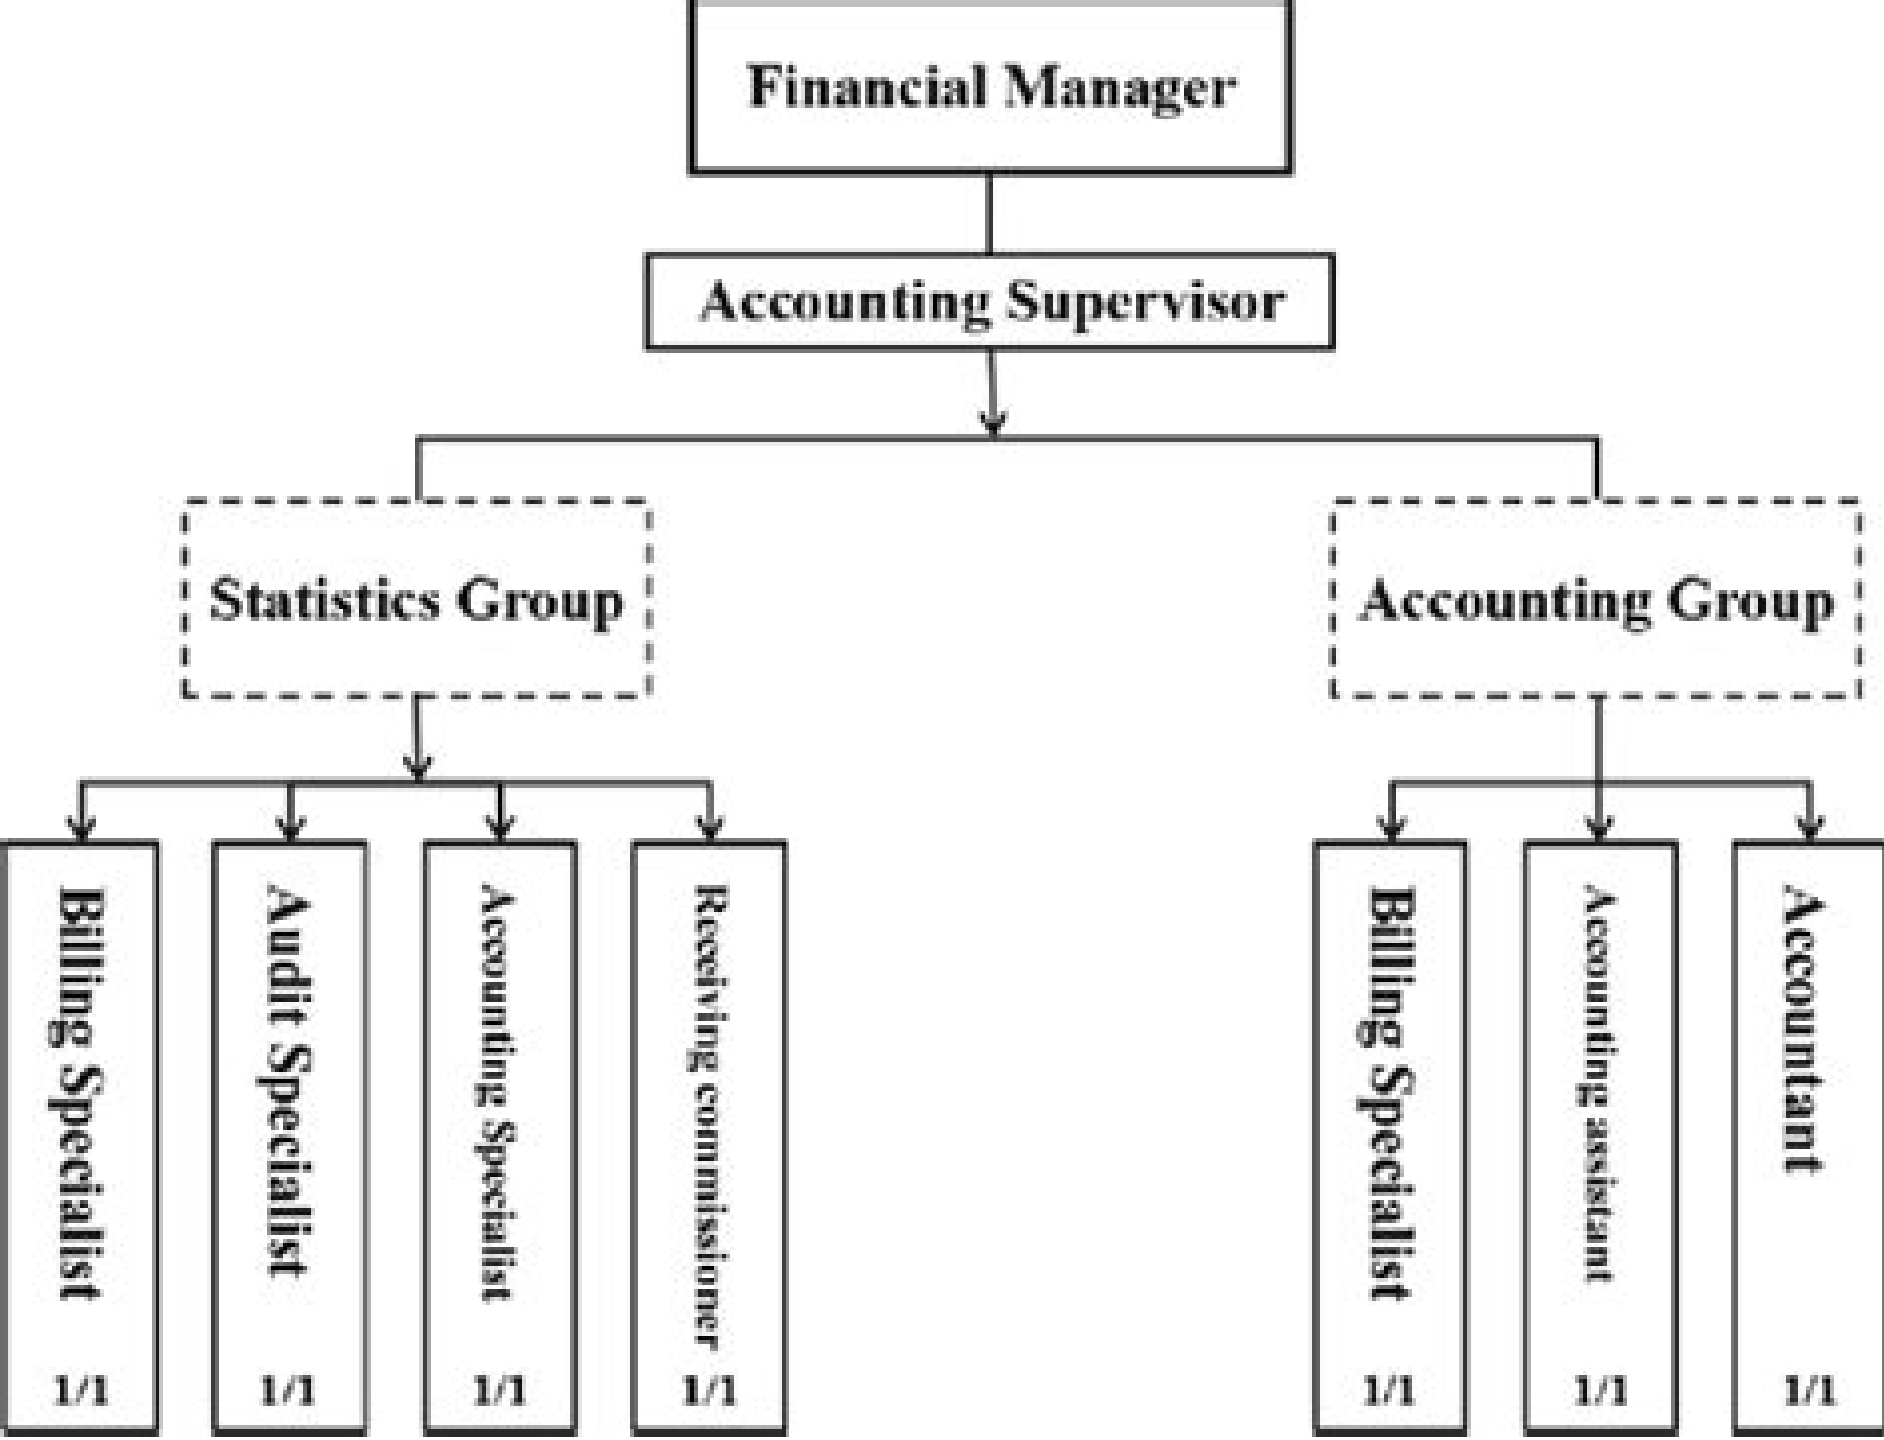 Financial Manager
Accounting Supervisor
Statistics Group
Accounting Group
Billing Specialist
1/1
Audit Specialist
1/1
Accounting Specialist
1/1
Receiving commissioner
1/1
Billing Specialist
1/1
Accounting assistant
1/1
Accountant
1/1